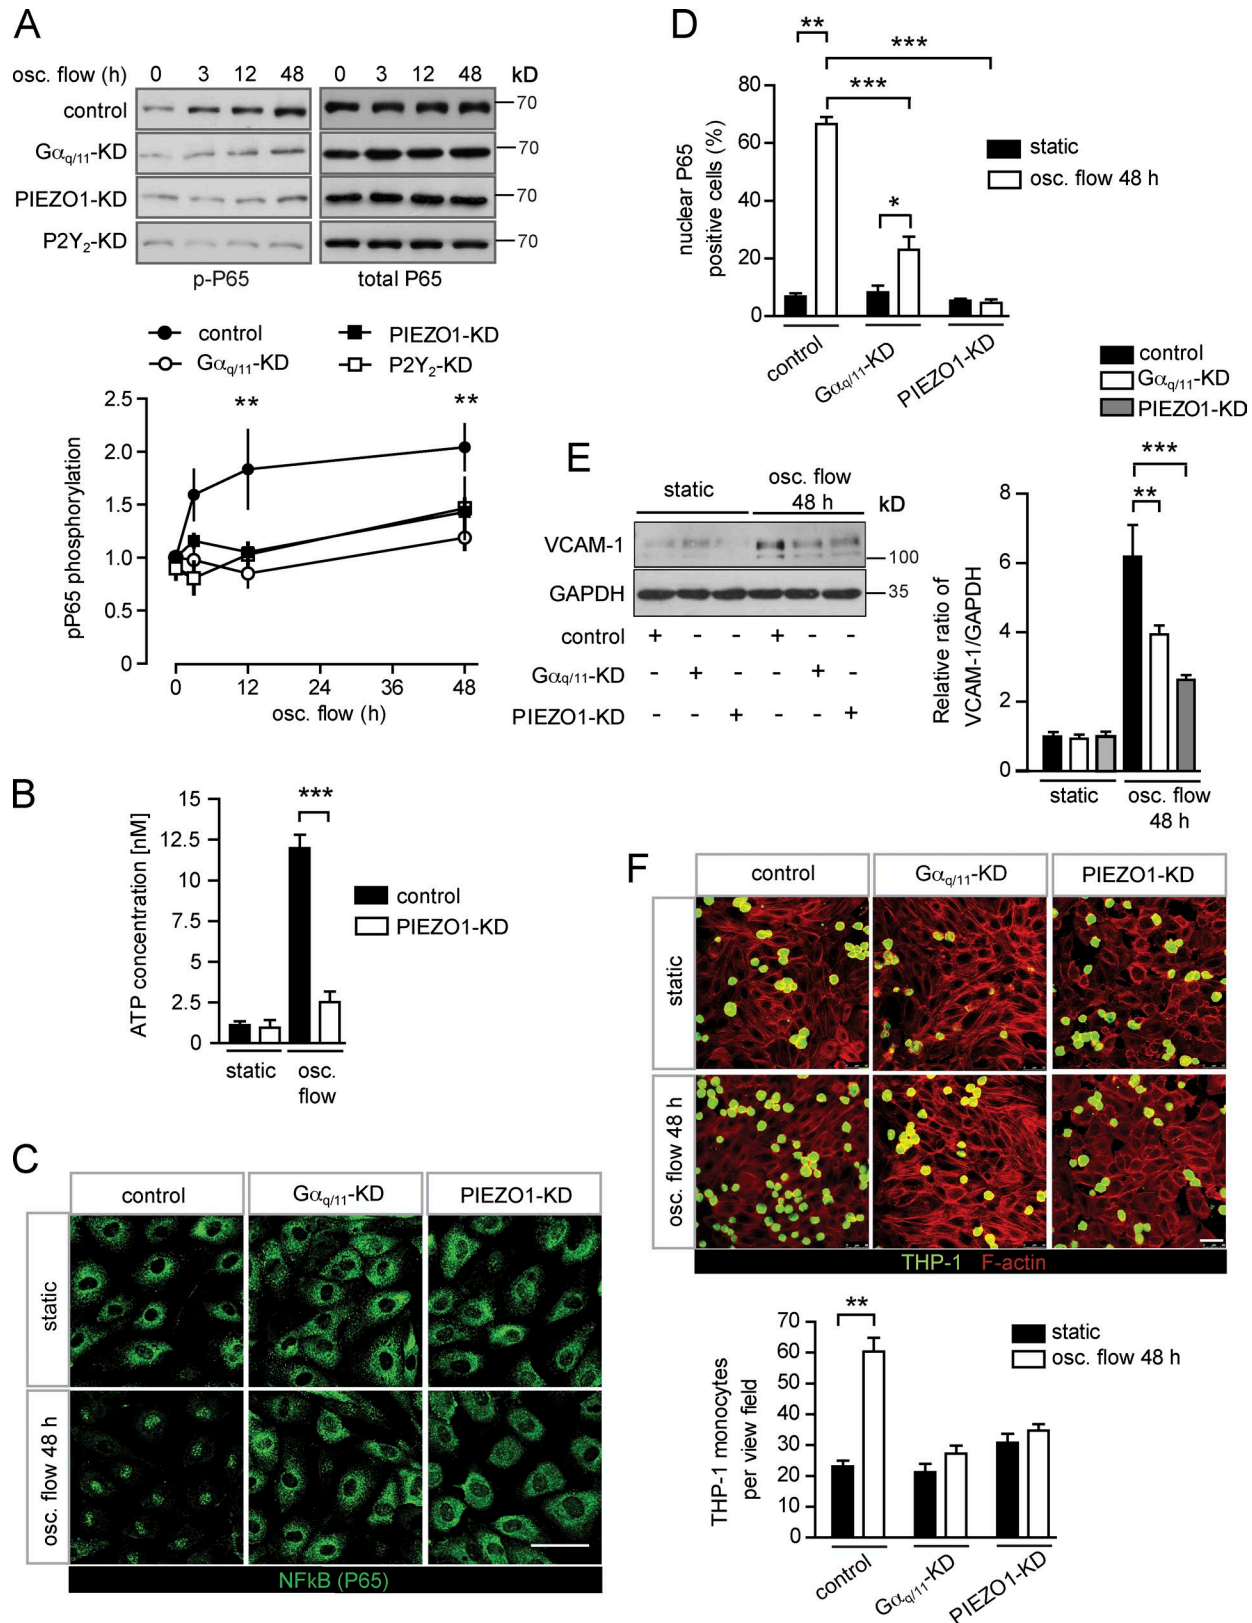 A
osc. flow (h) 0 3 12 48 0 3 12 48 kD
control 70
Gαq/11-KD 70
PIEZO1-KD 70
P2Y2-KD 70
p-P65 total P65
control PIEZO1-KD
Gαq/11-KD P2Y2-KD
2.5
** **
2.0
1.5
1.0
0.5
0
pP65 phosphorylation
0 12 24 36 48
osc. flow (h)
B
15
***
12.5
10
7.5
5
2.5
0
ATP concentration [nM]
control
PIEZO1-KD
static osc.
flow
C
control Gαq/11-KD PIEZO1-KD
static
osc. flow 48 h
NFkB (P65)
D
**
***
***
*
80
60
40
20
0
nuclear P65
positive cells (%)
static
osc. flow 48 h
control Gαq/11-KD PIEZO1-KD
E
static osc. flow
48 h kD
VCAM-1 100
GAPDH 35
control + - - + - -
Gαq/11-KD - + - - + -
PIEZO1-KD - - + - - +
control
Gαq/11-KD
PIEZO1-KD
***
**
8
6
4
2
0
Relative ratio of
VCAM-1/GAPDH
static osc. flow
48 h
F
control Gαq/11-KD PIEZO1-KD
static
osc. flow 48 h
THP-1 F-actin
**
70
60
50
40
30
20
10
0
THP-1 monocytes
per view field
static
osc. flow 48 h
control Gαq/11-KD PIEZO1-KD